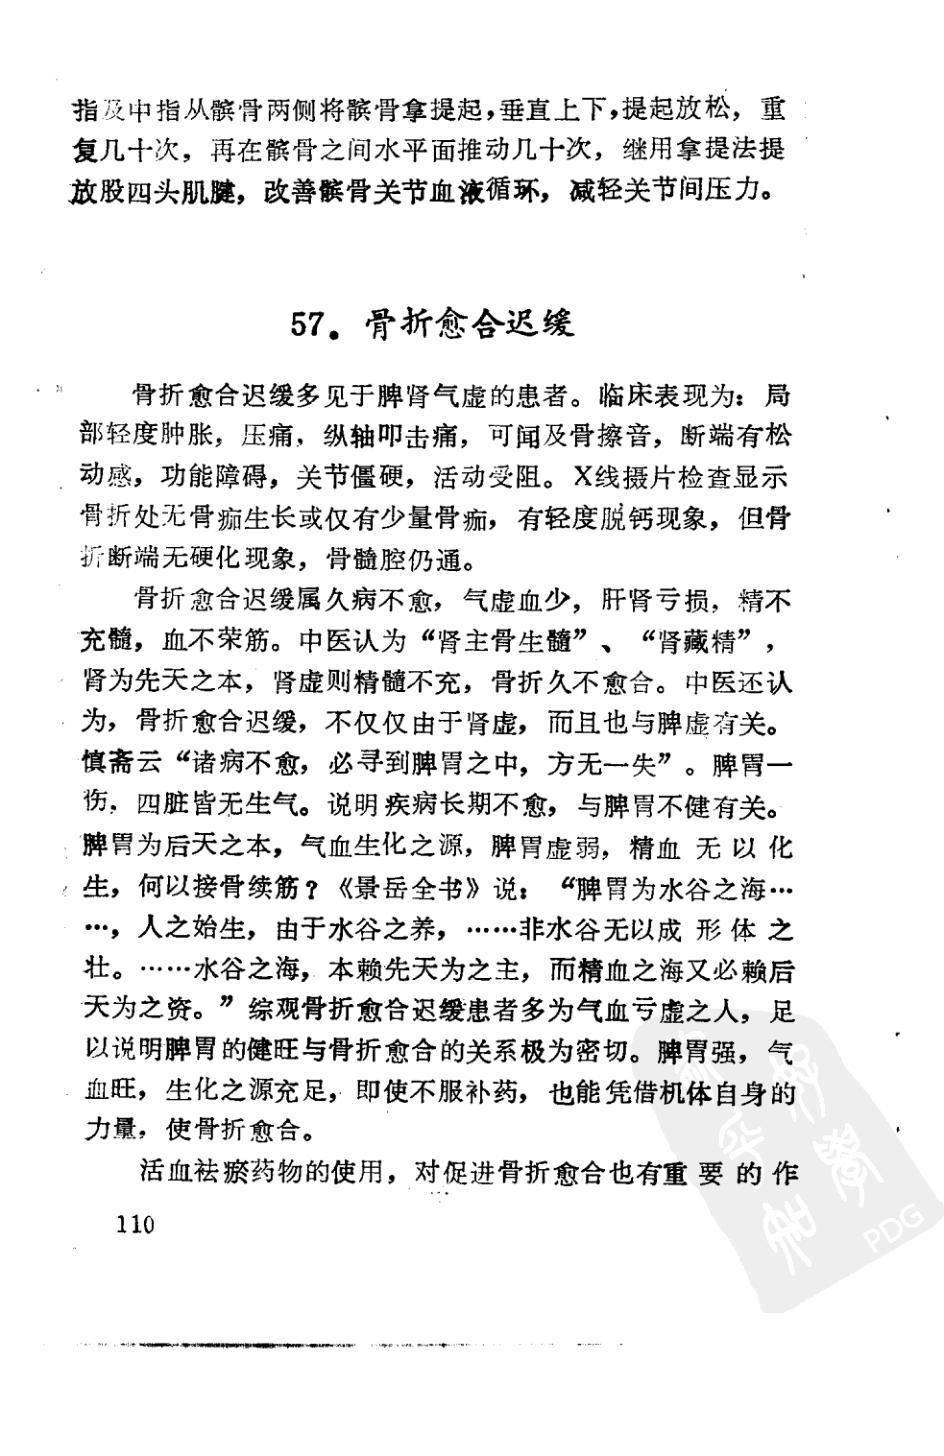 指及中指从髌骨两侧将髌骨拿提起，垂直上下，提起放松，重
复几十次，再在髌骨之间水平面推动几十次，继用拿提法提
放股四头肌腱，改善髌骨关节血液循环，减轻关节间压力。
57。骨折愈合迟缓
骨折愈合迟缓多见于脾肾气虚的患者。临床表现为：局
部轻度肿胀，压痛，纵轴叩击痛，可闻及骨擦音，断端有松
动感，功能障碍，关节僵硬，活动受阻。X线摄片检查显示
骨折处无骨痂生长或仅有少量骨痂，有轻度脱钙现象，但骨
折断端无硬化现象，骨髓腔仍通。
骨折愈合迟缓属久病不愈，气虚血少，肝肾亏损，精不
充髓，血不荣筋。中医认为“肾主骨生髓”、“肾藏精”，
肾为先天之本，肾虚则精髓不充，骨折久不愈合。中医还认
为，骨折愈合迟缓，不仅仅由于肾虚，而且也与脾虚有关。
慎斋云“诸病不愈，必寻到脾胃之中，方无一失”。脾胃一
伤，四脏皆无生气。说明疾病长期不愈，与脾胃不健有关。
脾胃为后天之本，气血生化之源，脾胃虚弱，精血无以化
生，何以接骨续筋？《景岳全书》说：“脾胃为水谷之海…
…，人之始生，由于水谷之养，……非水谷无以成形体之
壮。……水谷之海，本赖先天为之主，而精血之海又必赖后
天为之资。”综观骨折愈合迟缓患者多为气血亏虚之人，足
以说明脾胃的健旺与骨折愈合的关系极为密切。脾胃强，气
血旺，生化之源充足，即使不服补药，也能凭借机体自身的
力量，使骨折愈合。
活血祛瘀药物的使用，对促进骨折愈合也有重要的作
110
PDG